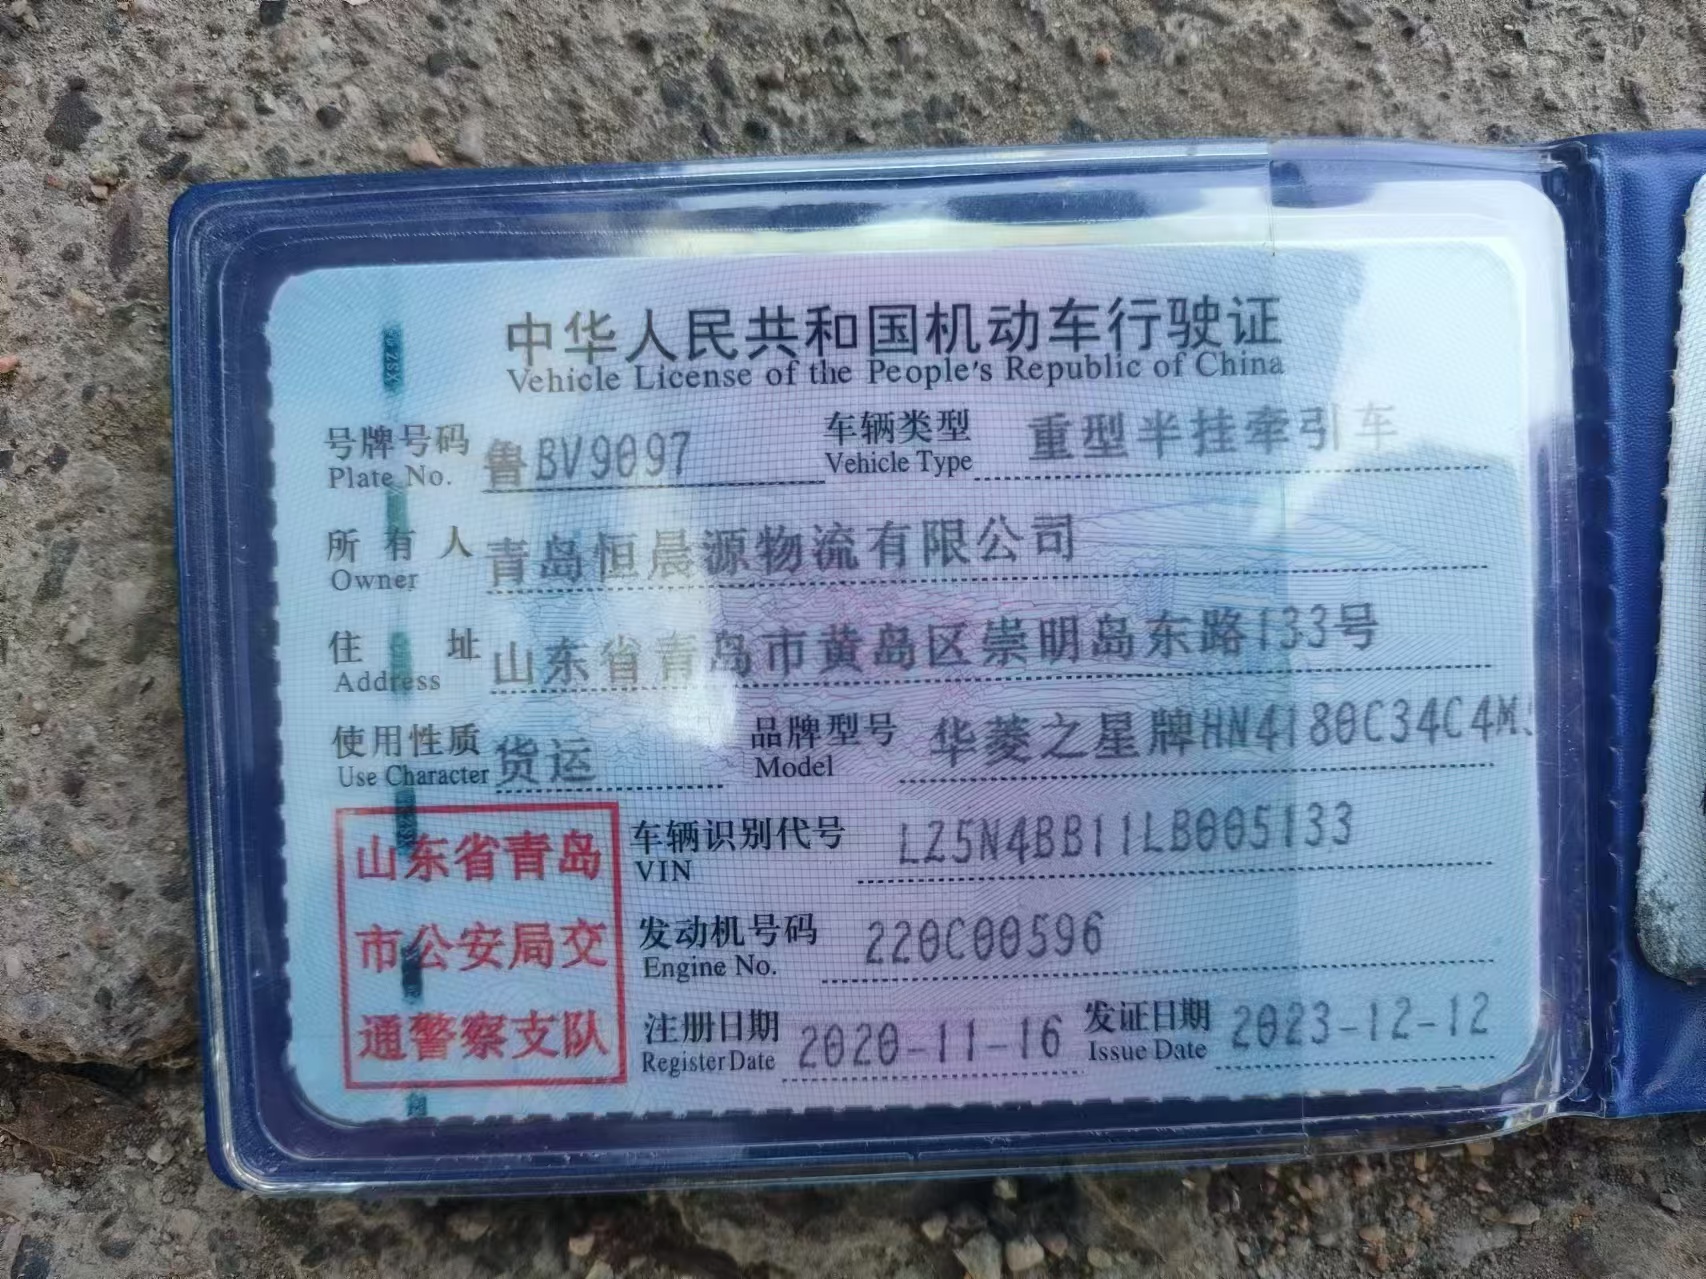 中华人民共和国机动车行驶证
Vehicle License of the People's Republic of China
号牌号码 鲁BV9097 车辆类型 重型半挂牵引车
Plate No. Vehicle Type
所有人 青岛恒晨源物流有限公司
Owner
住址 山东省青岛市黄岛区崇明岛东路133号
Address
使用性质 货运 品牌型号 华菱之星牌HN4180C34C4M
Use Character Model
山东省青岛
市公安局交
通警察支队
车辆识别代号 LZ5N4BB11LB005133
VIN
发动机号码 220C00596
Engine No.
注册日期 2020-11-16 发证日期 2023-12-12
Register Date Issue Date